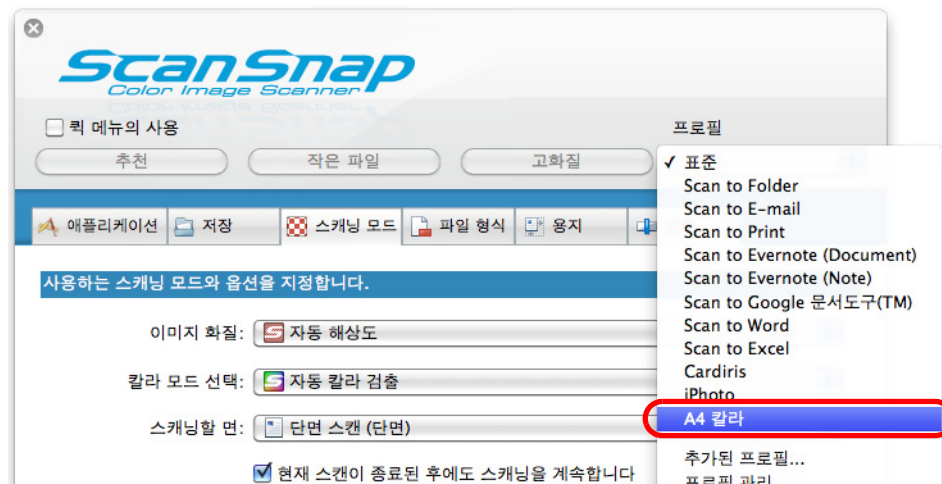 ScanSnap
Color Image Scanner
퀵 메뉴의 사용
프로필
추천
작은 파일
고화질
✓ 표준
Scan to Folder
Scan to E-mail
Scan to Print
Scan to Evernote (Document)
Scan to Evernote (Note)
Scan to Google 문서도구(TM)
Scan to Word
Scan to Excel
Cardiris
iPhoto
A4 칼라
추가된 프로필...
프로필 관리
애플리케이션
저장
스캐닝 모드
파일 형식
용지
사용하는 스캐닝 모드와 옵션을 지정합니다.
이미지 화질: 자동 해상도
칼라 모드 선택: 자동 칼라 검출
스캐닝할 면: 단면 스캔 (단면)
현재 스캔이 종료된 후에도 스캐닝을 계속합니다